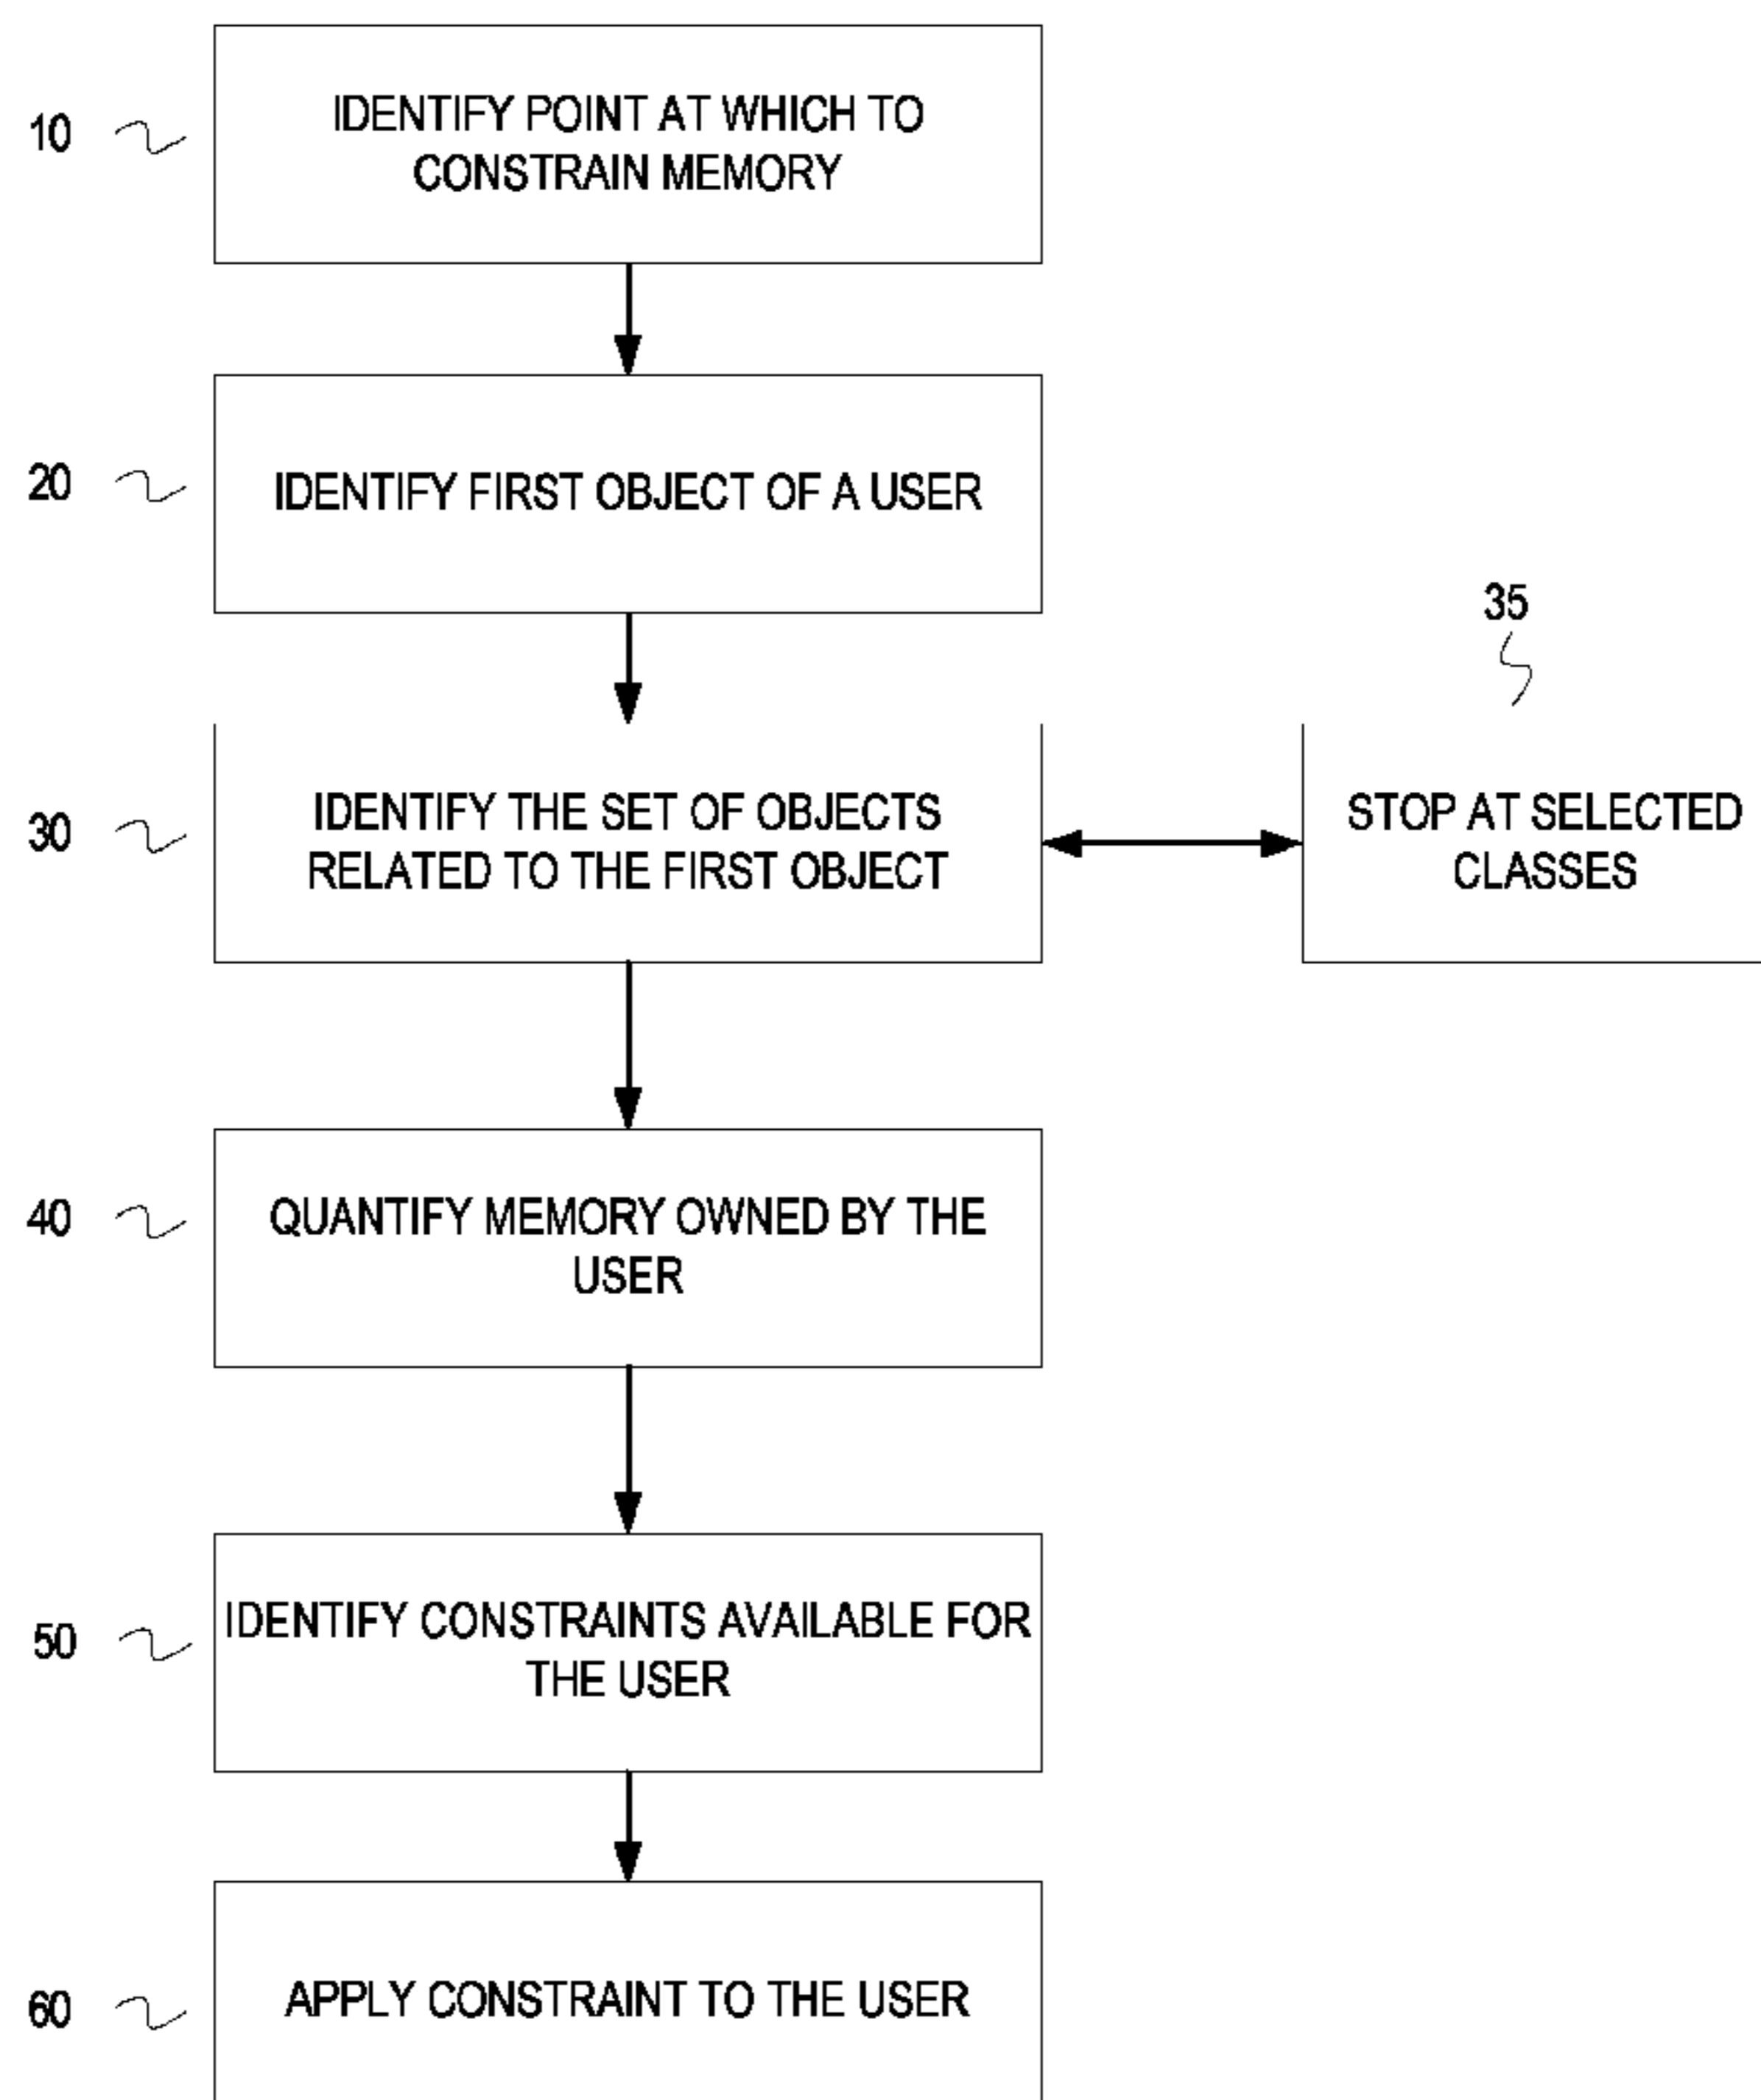 10
IDENTIFY POINT AT WHICH TO
CONSTRAIN MEMORY
20
IDENTIFY FIRST OBJECT OF A USER
35
30
IDENTIFY THE SET OF OBJECTS
RELATED TO THE FIRST OBJECT
STOP AT SELECTED
CLASSES
40
QUANTIFY MEMORY OWNED BY THE
USER
50
IDENTIFY CONSTRAINTS AVAILABLE FOR
THE USER
60
APPLY CONSTRAINT TO THE USER